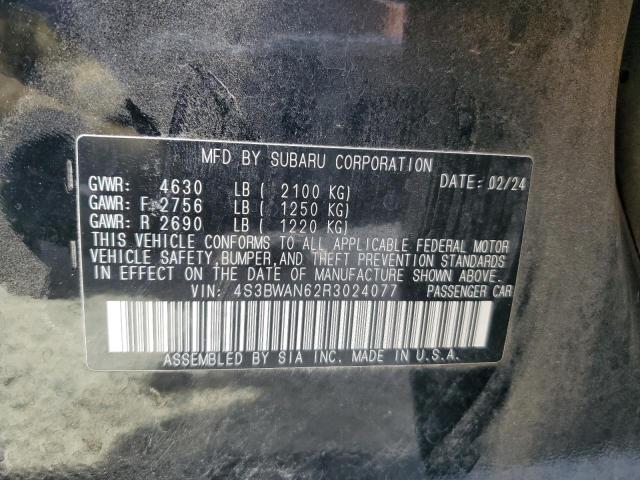 MFD BY SUBARU CORPORATION
GVWR: 4630 LB ( 2100 KG) DATE: 02/24
GAWR: F 2756 LB ( 1250 KG)
GAWR: R 2690 LB ( 1220 KG)
THIS VEHICLE CONFORMS TO ALL APPLICABLE FEDERAL MOTOR
VEHICLE SAFETY, BUMPER, AND THEFT PREVENTION STANDARDS
IN EFFECT ON THE DATE OF MANUFACTURE SHOWN ABOVE.
VIN: 4S3BWAN62R3024077 PASSENGER CAR
ASSEMBLED BY SIA INC. MADE IN U.S.A.